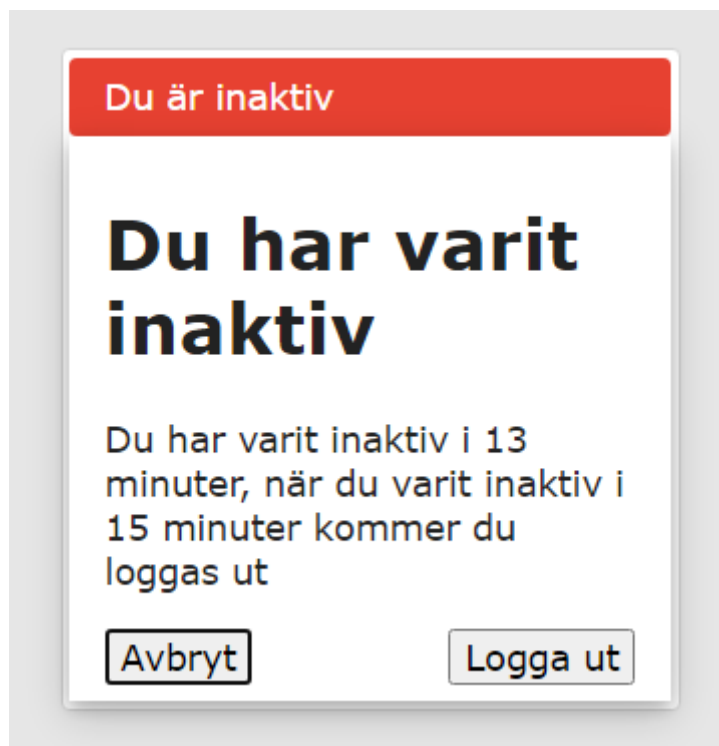 Du är inaktiv
Du har varit
inaktiv
Du har varit inaktiv i 13
minuter, när du varit inaktiv i
15 minuter kommer du
loggas ut
Avbryt
Logga ut